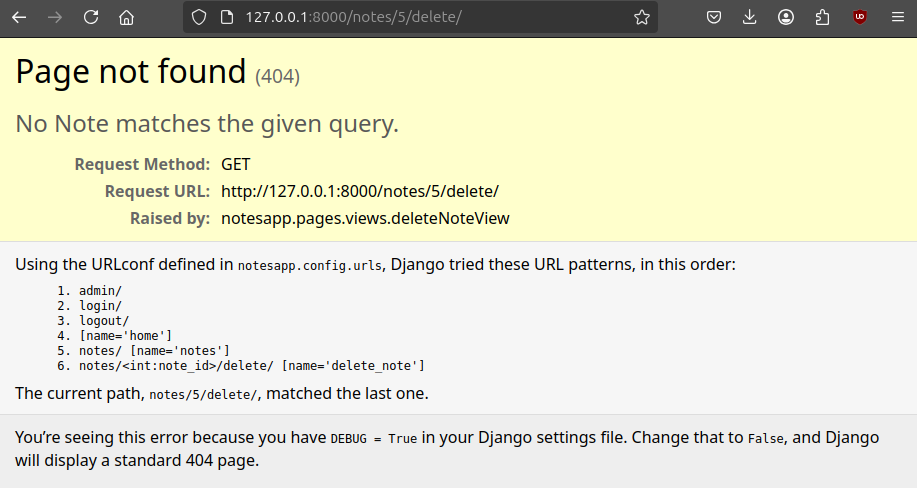 127.0.0.1:8000/notes/5/delete/
Page not found (404)
No Note matches the given query.
Request Method: GET
Request URL: http://127.0.0.1:8000/notes/5/delete/
Raised by: notesapp.pages.views.deleteNoteView
Using the URLconf defined in notesapp.config.urls, Django tried these URL patterns, in this order:
1. admin/
2. login/
3. logout/
4. [name='home']
5. notes/ [name='notes']
6. notes/<int:note_id>/delete/ [name='delete_note']
The current path, notes/5/delete/, matched the last one.
You’re seeing this error because you have DEBUG = True in your Django settings file. Change that to False, and Django
will display a standard 404 page.